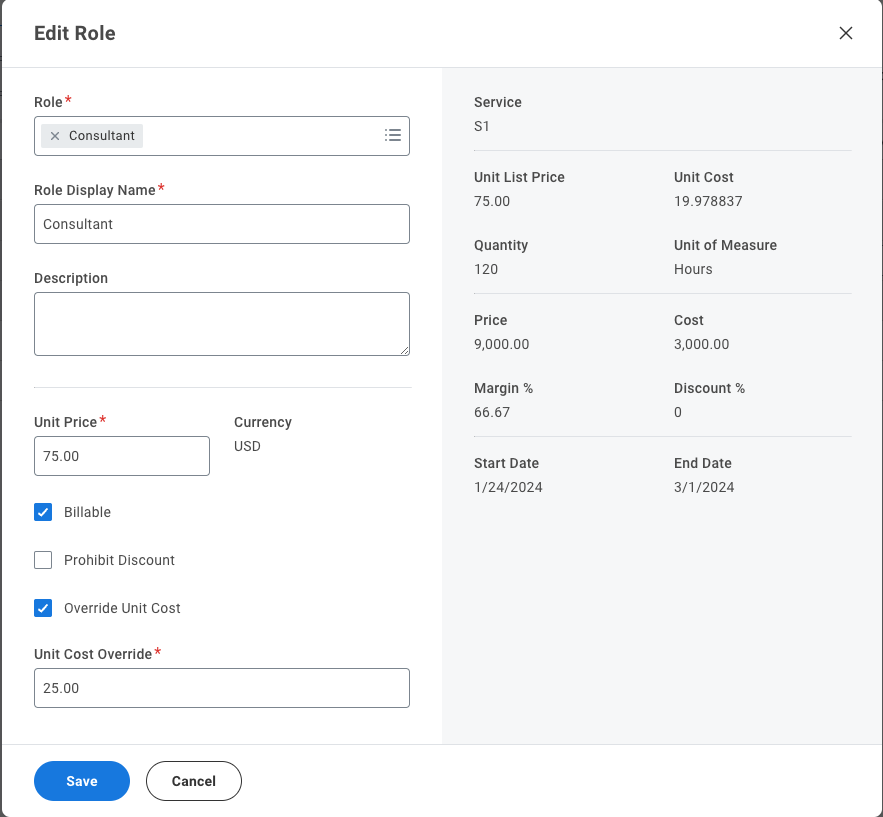 Edit Role
Role*
Consultant
Role Display Name*
Consultant
Description
Unit Price*
Currency
75.00
USD
Billable
Prohibit Discount
Override Unit Cost
Unit Cost Override*
25.00
Service
S1
Unit List Price
Unit Cost
75.00
19.978837
Quantity
Unit of Measure
120
Hours
Price
Cost
9,000.00
3,000.00
Margin %
Discount %
66.67
0
Start Date
End Date
1/24/2024
3/1/2024
Save
Cancel